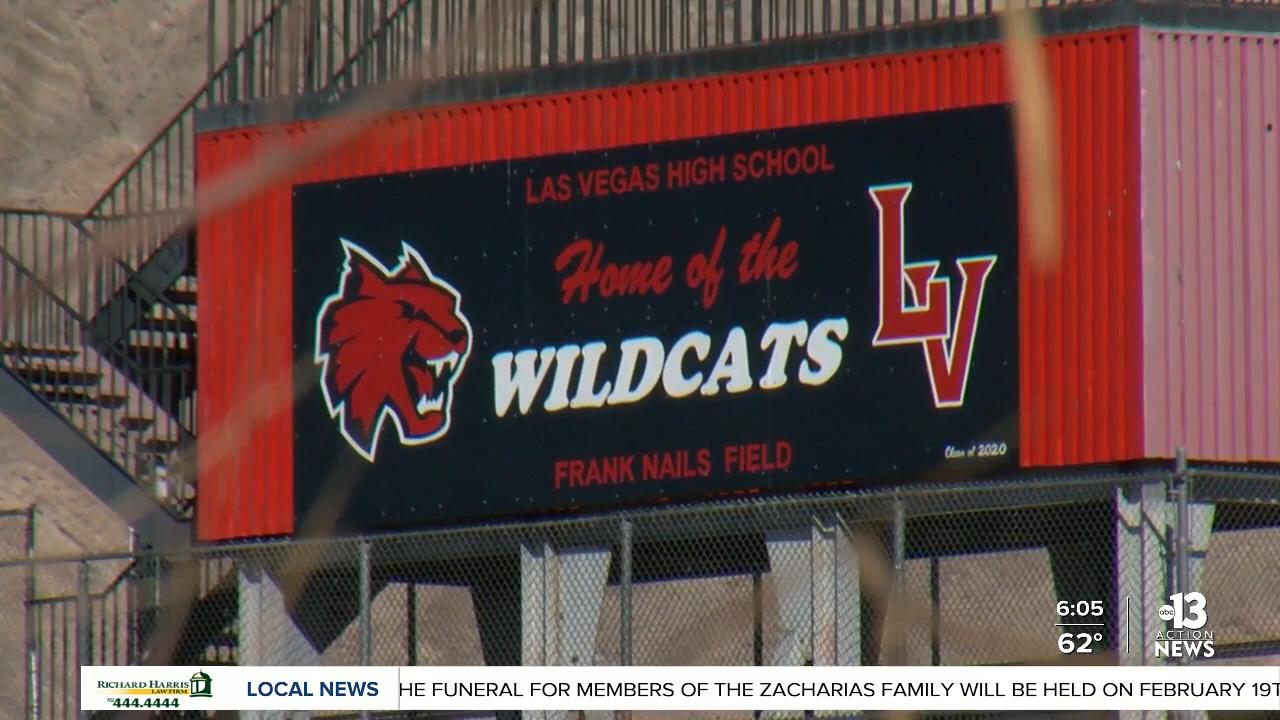 LAS VEGAS HIGH SCHOOL
Home of the
WILDCATS
LV
FRANK NAILS FIELD
Class of 2020
6:05
62°
abc 13
ACTION
NEWS
RICHARD HARRIS
LAW FIRM
702 444.4444
LOCAL NEWS
HE FUNERAL FOR MEMBERS OF THE ZACHARIAS FAMILY WILL BE HELD ON FEBRUARY 19T